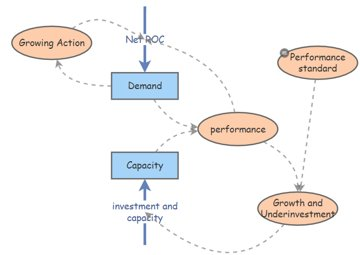 Net ROC
Growing Action
Performance
standard
Demand
performance
Capacity
investment and
capacity
Growth and
Underinvestment